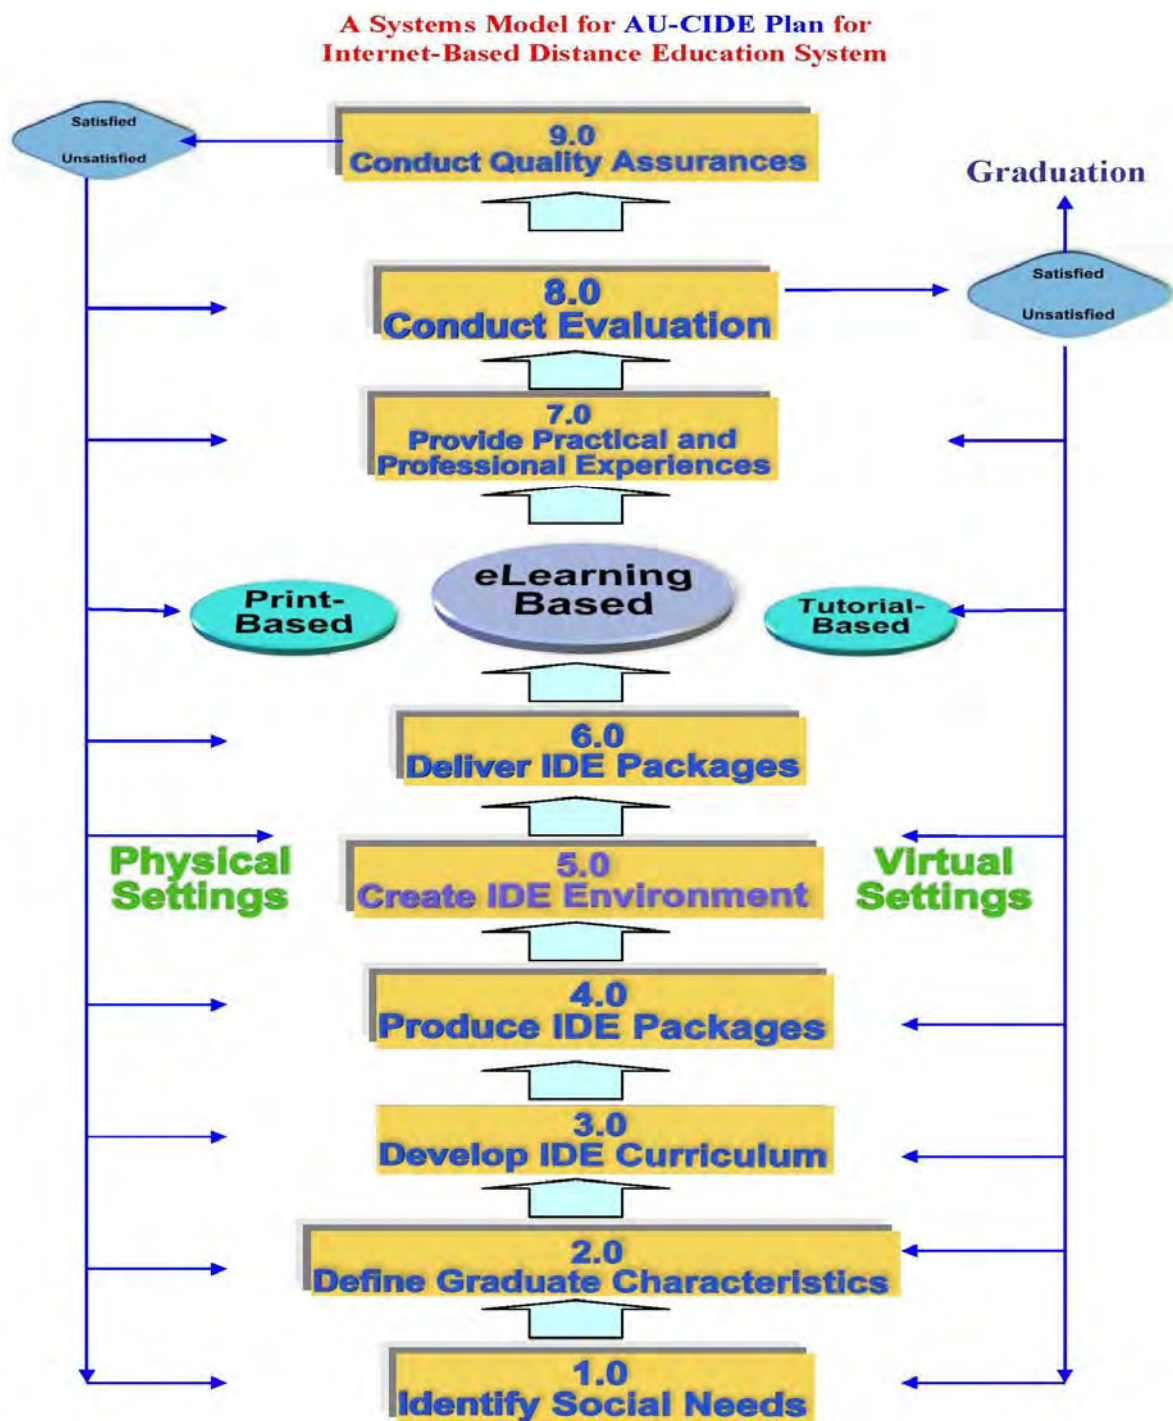 A Systems Model for AU-CIDE Plan for
Internet-Based Distance Education System
Satisfied
Unsatisfied
9.0
Conduct Quality Assurances
Graduation
Satisfied
Unsatisfied
8.0
Conduct Evaluation
7.0
Provide Practical and
Professional Experiences
Print-
Based
eLearning
Based
Tutorial-
Based
6.0
Deliver IDE Packages
Physical
Settings
5.0
Create IDE Environment
Virtual
Settings
4.0
Produce IDE Packages
3.0
Develop IDE Curriculum
2.0
Define Graduate Characteristics
1.0
Identify Social Needs